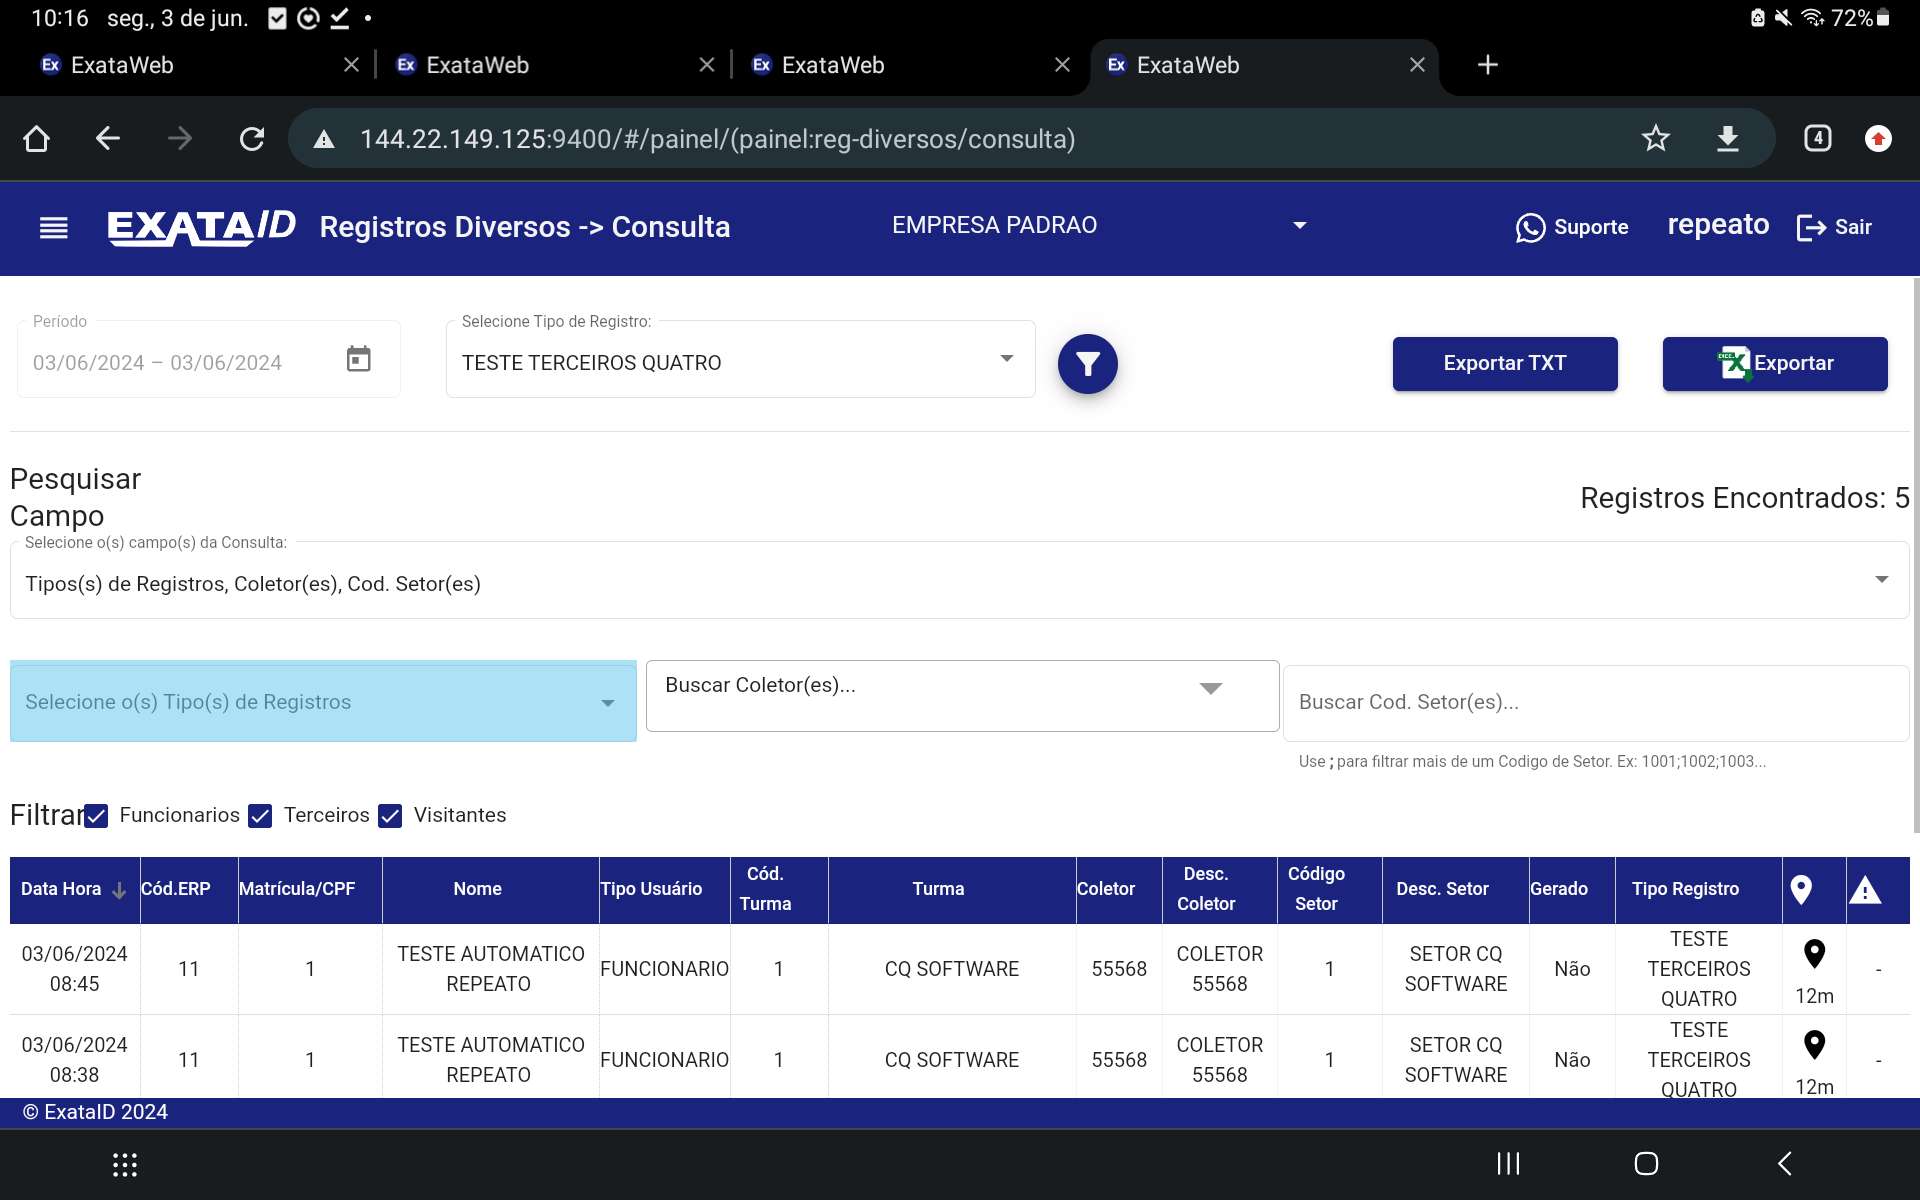 10:16 seg., 3 de jun.
72%
Ex ExataWeb
Ex ExataWeb
Ex ExataWeb
Ex ExataWeb
144.22.149.125:9400/#/painel/(painel:reg-diversos/consulta)
4
EXATA/D Registros Diversos -> Consulta
EMPRESA PADRAO
Suporte
repeato
Sair
Período
03/06/2024 – 03/06/2024
Selecione Tipo de Registro:
TESTE TERCEIROS QUATRO
Exportar TXT
Exportar
Pesquisar
Campo
Registros Encontrados: 5
Selecione o(s) campo(s) da Consulta:
Tipos(s) de Registros, Coletor(es), Cod. Setor(es)
Selecione o(s) Tipo(s) de Registros
Buscar Coletor(es)...
Buscar Cod. Setor(es)...
Use ; para filtrar mais de um Codigo de Setor. Ex: 1001;1002;1003...
Filtrar Funcionarios Terceiros Visitantes
Data Hora Cód.ERP Matrícula/CPF Nome Tipo Usuário Cód. Turma Turma Coletor Desc. Coletor Código Setor Desc. Setor Gerado Tipo Registro
03/06/2024 08:45 11 1 TESTE AUTOMATICO REPEATO FUNCIONARIO 1 CQ SOFTWARE 55568 COLETOR 55568 1 SETOR CQ SOFTWARE Não TESTE TERCEIROS QUATRO 12m -
03/06/2024 08:38 11 1 TESTE AUTOMATICO REPEATO FUNCIONARIO 1 CQ SOFTWARE 55568 COLETOR 55568 1 SETOR CQ SOFTWARE Não TESTE TERCEIROS QUATRO 12m -
© ExataID 2024